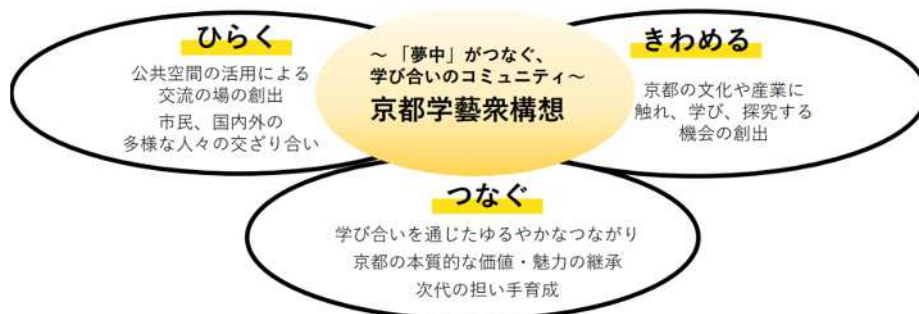 ひらく
公共空間の活用による
交流の場の創出
市民、国内外の
多様な人々の交ざり合い
～「夢中」がつなぐ、
学び合いのコミュニティ～
京都学藝衆構想
きわめる
京都の文化や産業に
触れ、学び、探究する
機会の創出
つなぐ
学び合いを通じたゆるやかなつながり
京都の本質的な価値・魅力の継承
次代の担い手育成